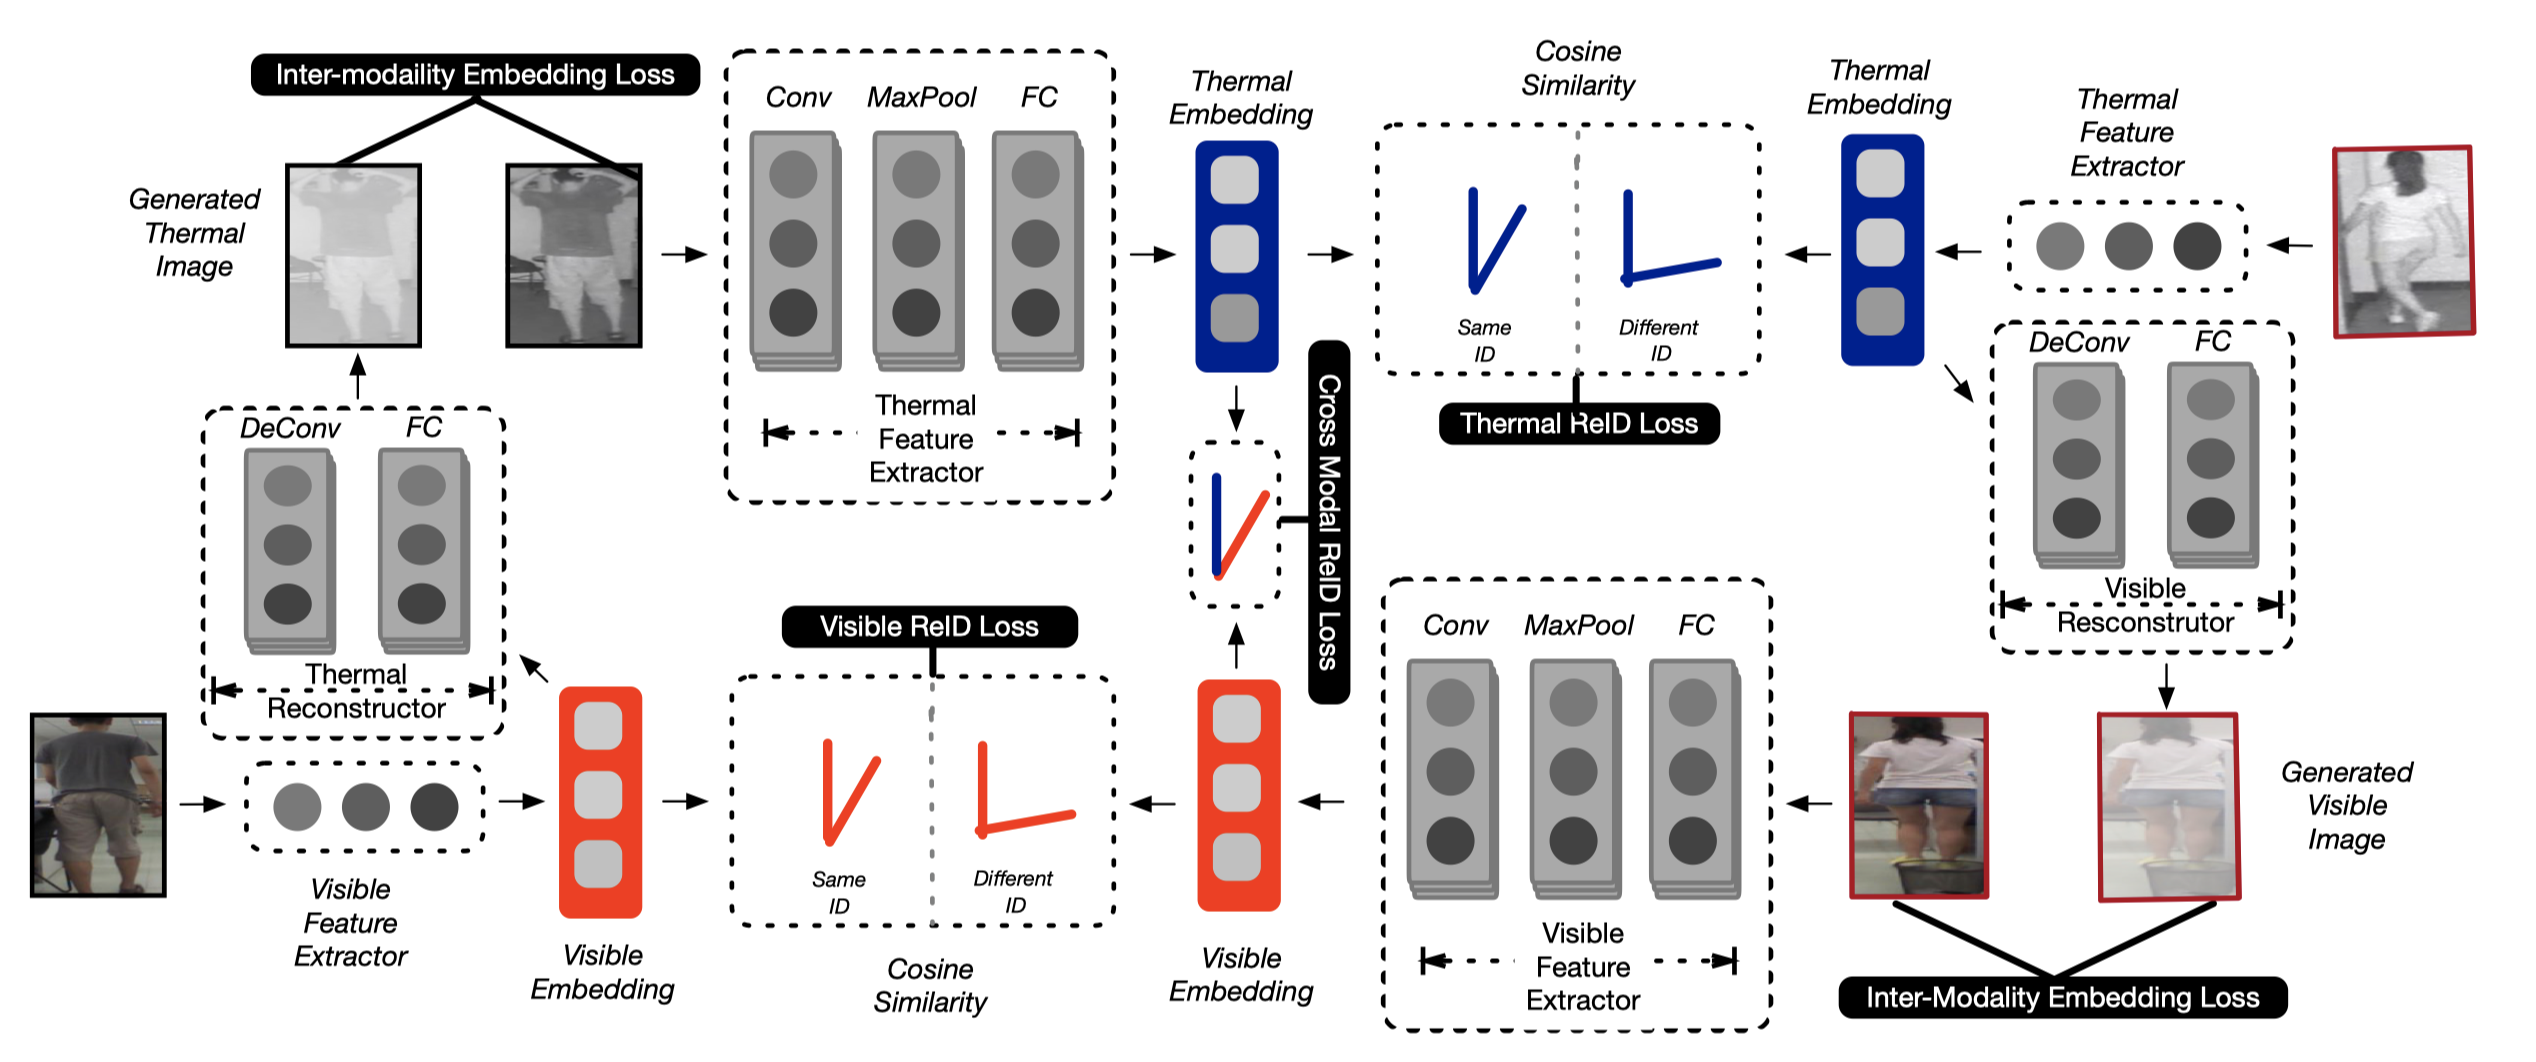 Inter-modaility Embedding Loss
Generated
Thermal
Image
Conv MaxPool FC
Thermal
Feature
Extractor
Thermal
Embedding
Cosine
Similarity
Same
ID
Different
ID
Thermal ReID Loss
Thermal
Embedding
Thermal
Feature
Extractor
DeConv FC
Visible
Resconstrutor
DeConv FC
Thermal
Reconstructor
Cross Modal ReID Loss
Visible
Feature
Extractor
Visible
Embedding
Visible ReID Loss
Same
ID
Different
ID
Cosine
Similarity
Visible
Embedding
Conv MaxPool FC
Visible
Feature
Extractor
Generated
Visible
Image
Inter-Modality Embedding Loss